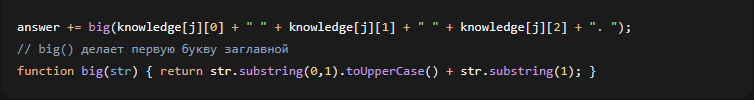 answer += big(knowledge[j][0] + " " + knowledge[j][1] + " " + knowledge[j][2] + ". ");
// big() делает первую букву заглавной
function big(str) { return str.substring(0,1).toUpperCase() + str.substring(1); }